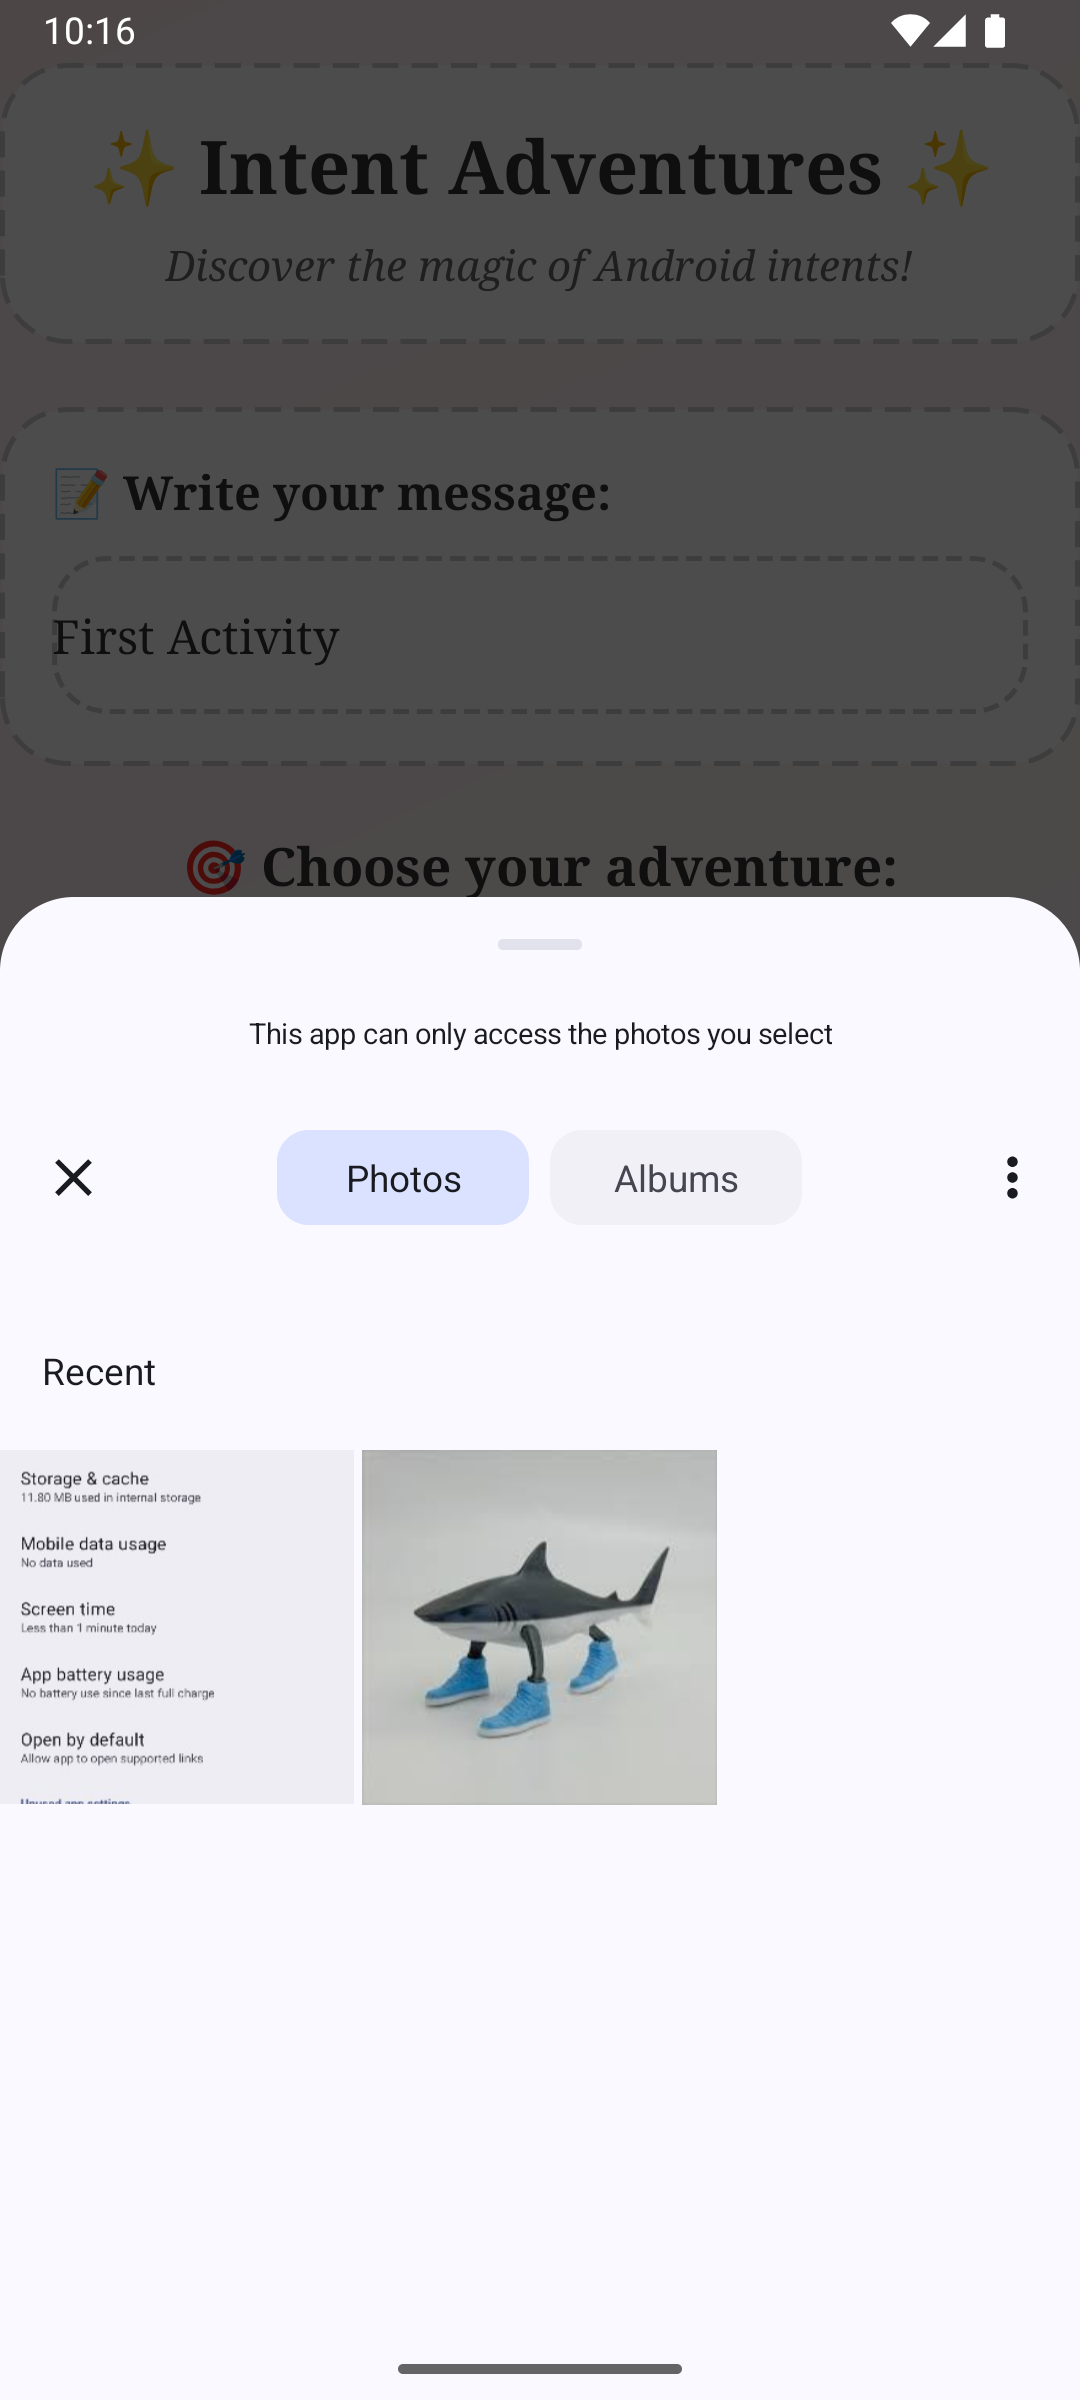 10:16
✨ Intent Adventures ✨
Discover the magic of Android intents!
📝 Write your message:
First Activity
🎯 Choose your adventure:
This app can only access the photos you select
Photos
Albums
Recent
Storage & cache
11.80 MB used in internal storage
Mobile data usage
No data used
Screen time
Less than 1 minute today
App battery usage
No battery use since last full charge
Open by default
Allow app to open supported links
Unused app settings